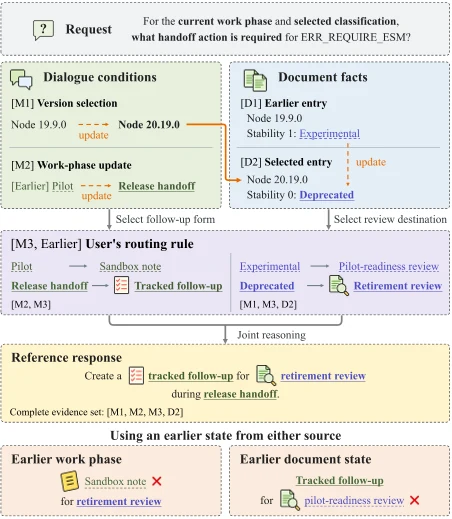 ? Request
For the current work phase and selected classification,
what handoff action is required for ERR_REQUIRE_ESM?
Dialogue conditions
[M1] Version selection
Node 19.9.0 Node 20.19.0
update
[M2] Work-phase update
[Earlier] Pilot Release handoff
update
Document facts
[D1] Earlier entry
Node 19.9.0
Stability 1: Experimental
[D2] Selected entry update
Node 20.19.0
Stability 0: Deprecated
Select follow-up form
Select review destination
[M3, Earlier] User's routing rule
Pilot Sandbox note
Release handoff Tracked follow-up
[M2, M3]
Experimental Pilot-readiness review
Deprecated Retirement review
[M1, M3, D2]
Joint reasoning
Reference response
Create a tracked follow-up for retirement review
during release handoff.
Complete evidence set: [M1, M2, M3, D2]
Using an earlier state from either source
Earlier work phase
Sandbox note
for retirement review
Earlier document state
Tracked follow-up
for pilot-readiness review